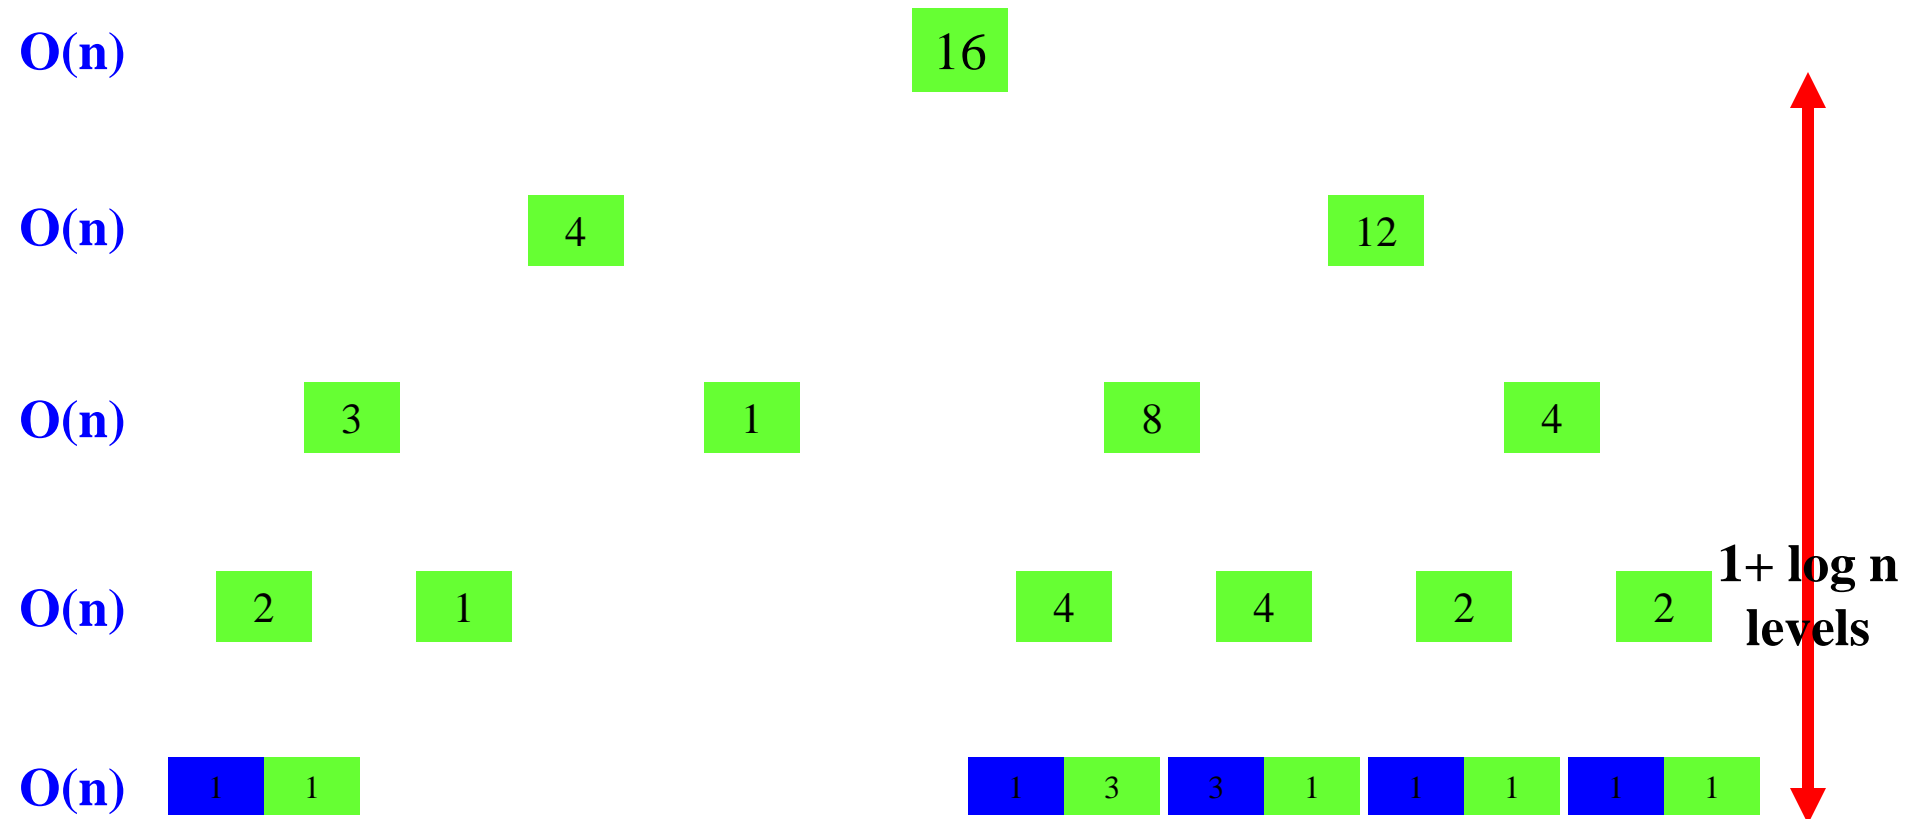 O(n) 16
O(n) 4 12
O(n) 3 1 8 4
1+ log n
levels
O(n) 2 1 4 4 2 2
O(n) 1 1 1 3 3 1 1 1 1 1